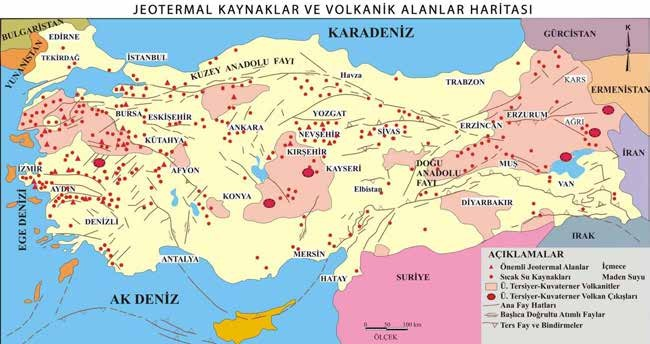 JEOTERMAL KAYNAKLAR VE VOLKANİK ALANLAR HARİTASI
BULGARİSTAN
YUNANİSTAN
EDİRNE
TEKİRDAĞ
İSTANBUL
KARADENİZ
GÜRCİSTAN
K
KUZEY ANADOLU FAYI
Havza
TRABZON
KARS
ERMENİSTAN
BURSA
ESKİŞEHİR
ANKARA
YOZGAT
SİVAS
ERZİNCAN
ERZURUM
AĞRI
KÜTAHYA
NEVŞEHİR
KIRŞEHİR
İRAN
İZMİR
AFYON
KAYSERİ
DOĞU
ANADOLU
FAYI
MUŞ
VAN
AYDIN
KONYA
Elbistan
DİYARBAKIR
EGE DENİZİ
DENİZLİ
ANTALYA
MERSİN
HATAY
SURİYE
IRAK
AK DENİZ
AÇIKLAMALAR
Önemli Jeotermal Alanlar İçmece
Sıcak Su Kaynakları Maden Suyu
Ü. Tersiyer-Kuvaterner Volkanitler
Ü. Tersiyer-Kuvaterner Volkan Çıkışları
Ana Fay Hatları
Başlıca Doğrultu Atımlı Faylar
Ters Fay ve Bindirmeler
0 50 100 km
ÖLÇEK